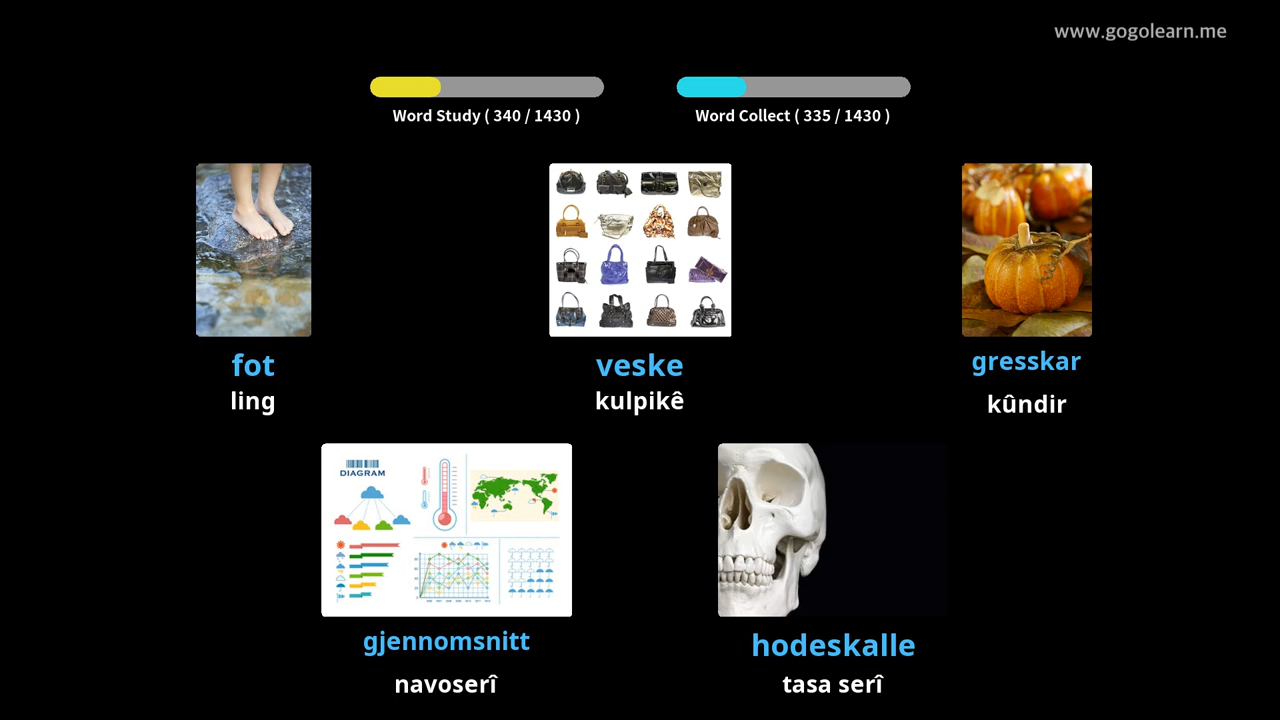 www.gogolearn.me
Word Study ( 340 / 1430 )
Word Collect ( 335 / 1430 )
fot
ling
veske
kulpikê
gresskar
kûndir
DIAGRAM
gjennomsnitt
navoserî
hodeskalle
tasa serî